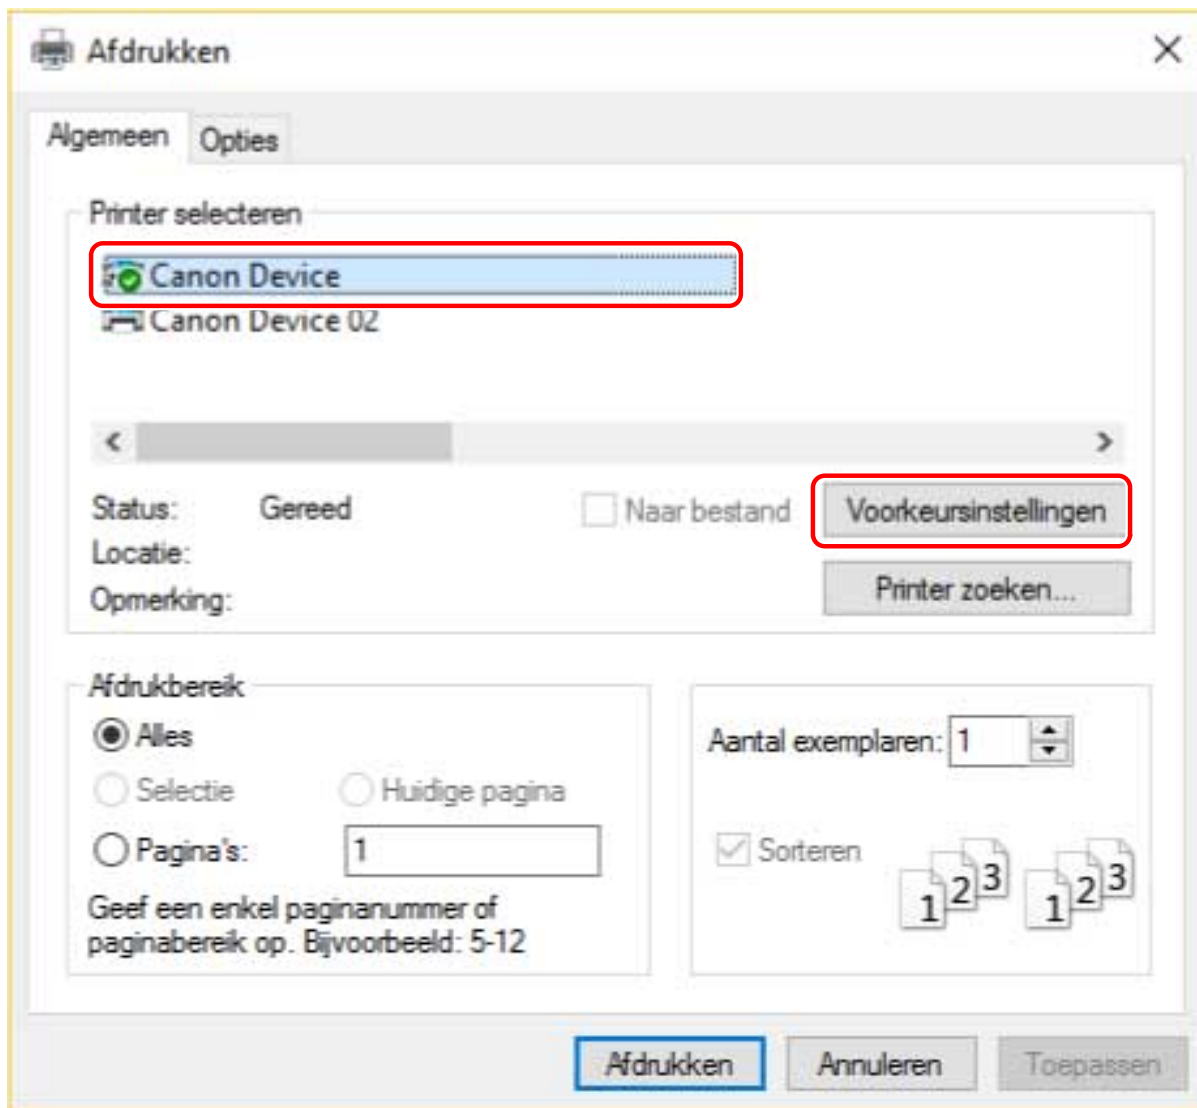 Afdrukken
Algemeen Opties
Printer selecteren
Canon Device
Canon Device 02
Status: Gereed Naar bestand Voorkeursinstellingen
Locatie:
Opmerking: Printer zoeken...
Afdrukbereik
Alles
Selectie Huidige pagina
Pagina's: 1
Geef een enkel paginanummer of
paginabereik op. Bijvoorbeeld: 5-12
Aantal exemplaren: 1
Sorteren
1 2 3 1 2 3
Afdrukken Annuleren Toepassen